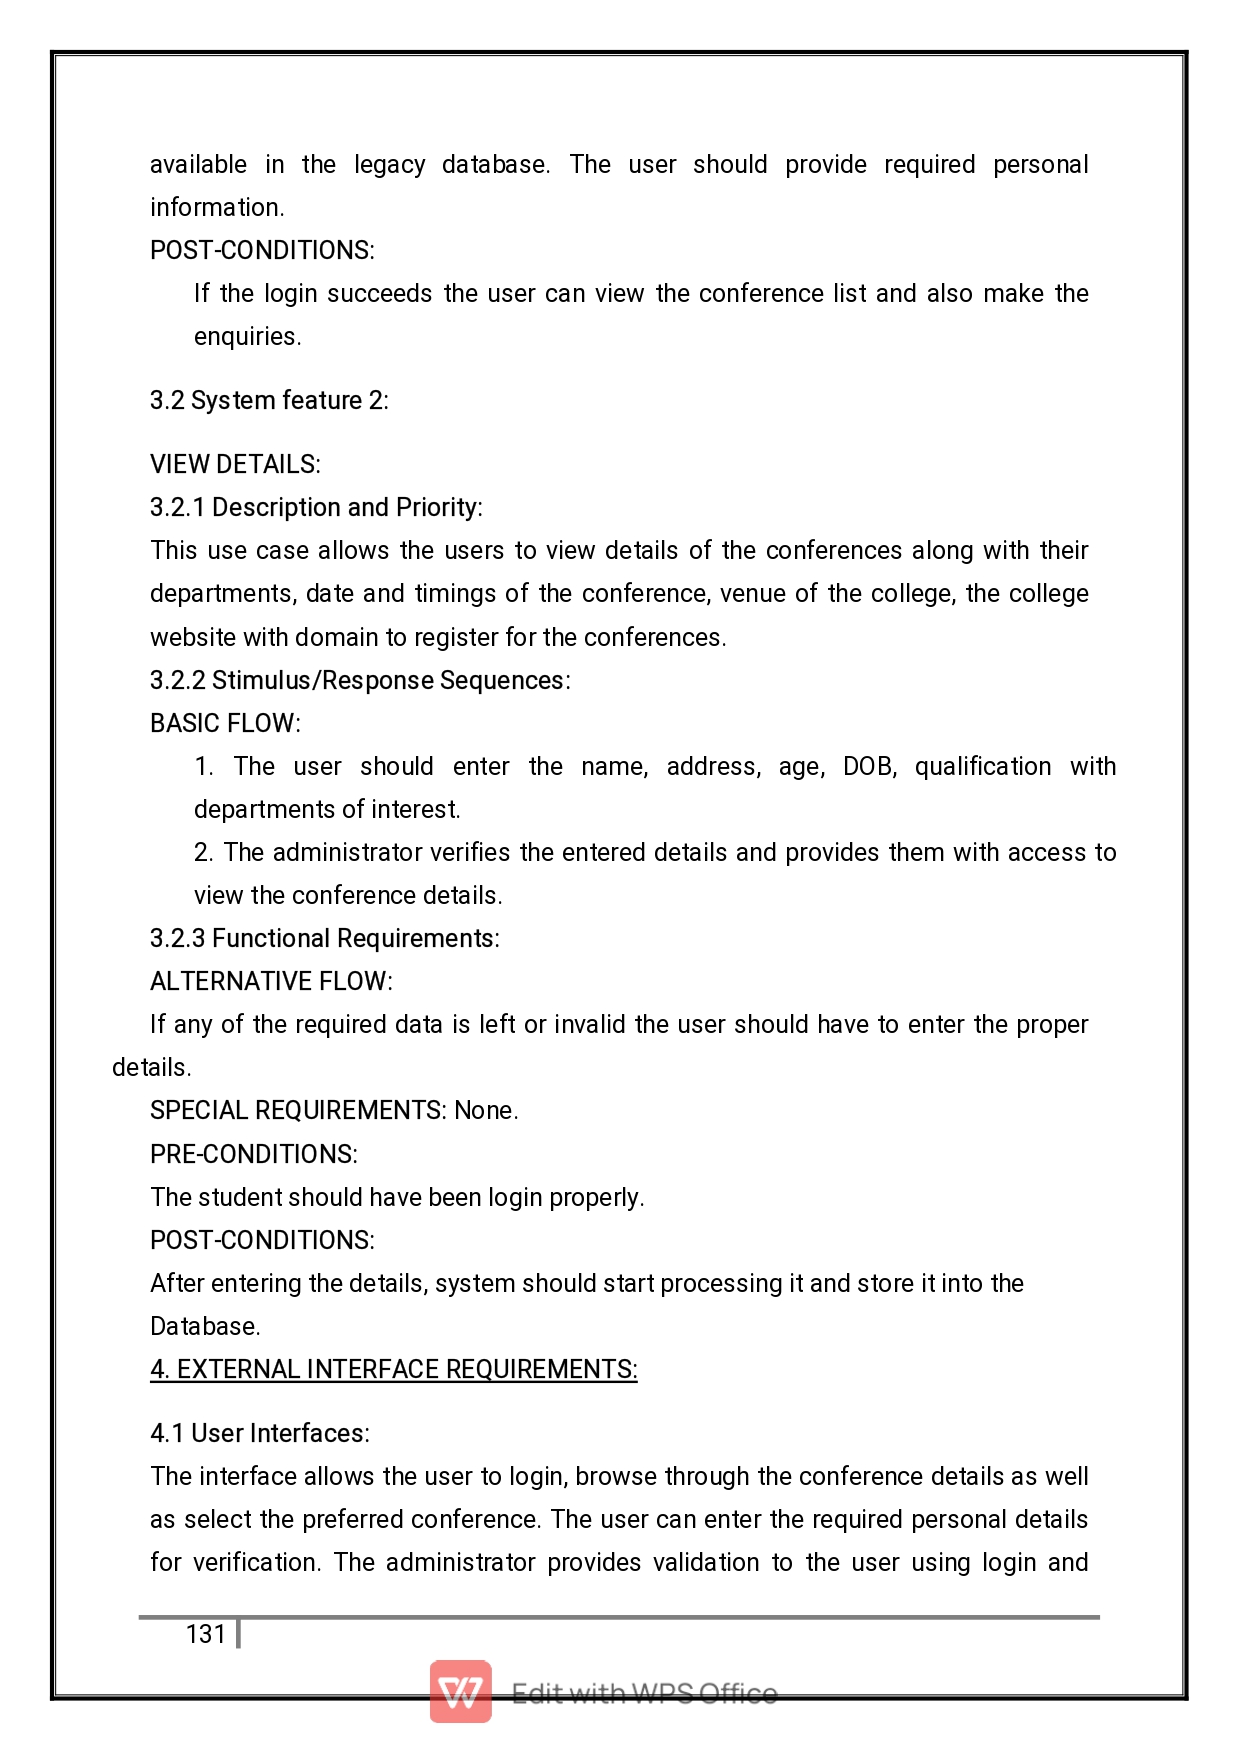 available in the legacy database. The user should provide required personal
information.
POST-CONDITIONS:
If the login succeeds the user can view the conference list and also make the
enquiries.
3.2 System feature 2:
VIEW DETAILS:
3.2.1 Description and Priority:
This use case allows the users to view details of the conferences along with their
departments, date and timings of the conference, venue of the college, the college
website with domain to register for the conferences.
3.2.2 Stimulus/Response Sequences:
BASIC FLOW:
1. The user should enter the name, address, age, DOB, qualification with
departments of interest.
2. The administrator verifies the entered details and provides them with access to
view the conference details.
3.2.3 Functional Requirements:
ALTERNATIVE FLOW:
If any of the required data is left or invalid the user should have to enter the proper
details.
SPECIAL REQUIREMENTS: None.
PRE-CONDITIONS:
The student should have been login properly.
POST-CONDITIONS:
After entering the details, system should start processing it and store it into the
Database.
4. EXTERNAL INTERFACE REQUIREMENTS:
4.1 User Interfaces:
The interface allows the user to login, browse through the conference details as well
as select the preferred conference. The user can enter the required personal details
for verification. The administrator provides validation to the user using login and
131
Edit with WPS Office